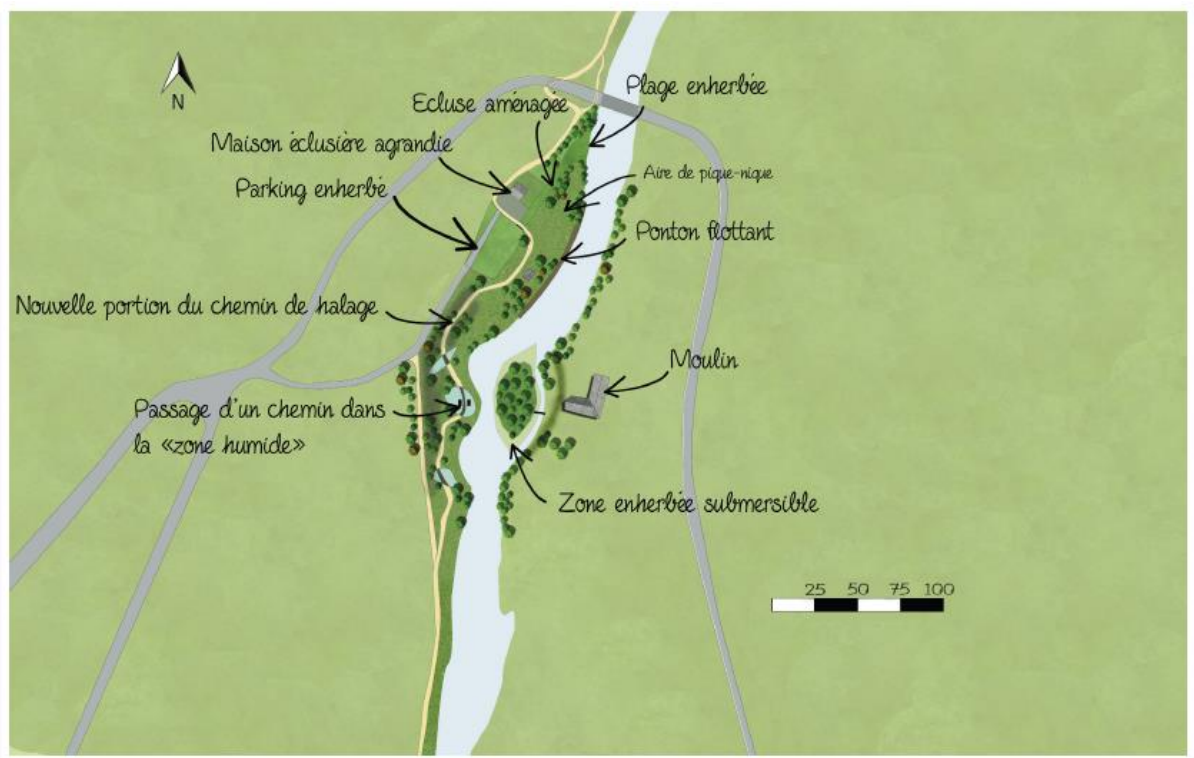 N
Plage enherbée
Ecluse aménagée
Maison éclusière agrandie
Aire de pique-nique
Parking enherbé
Ponton flottant
Nouvelle portion du chemin de halage
Moulin
Passage d'un chemin dans
la «zone humide»
Zone enherbée submersible
25 50 75 100